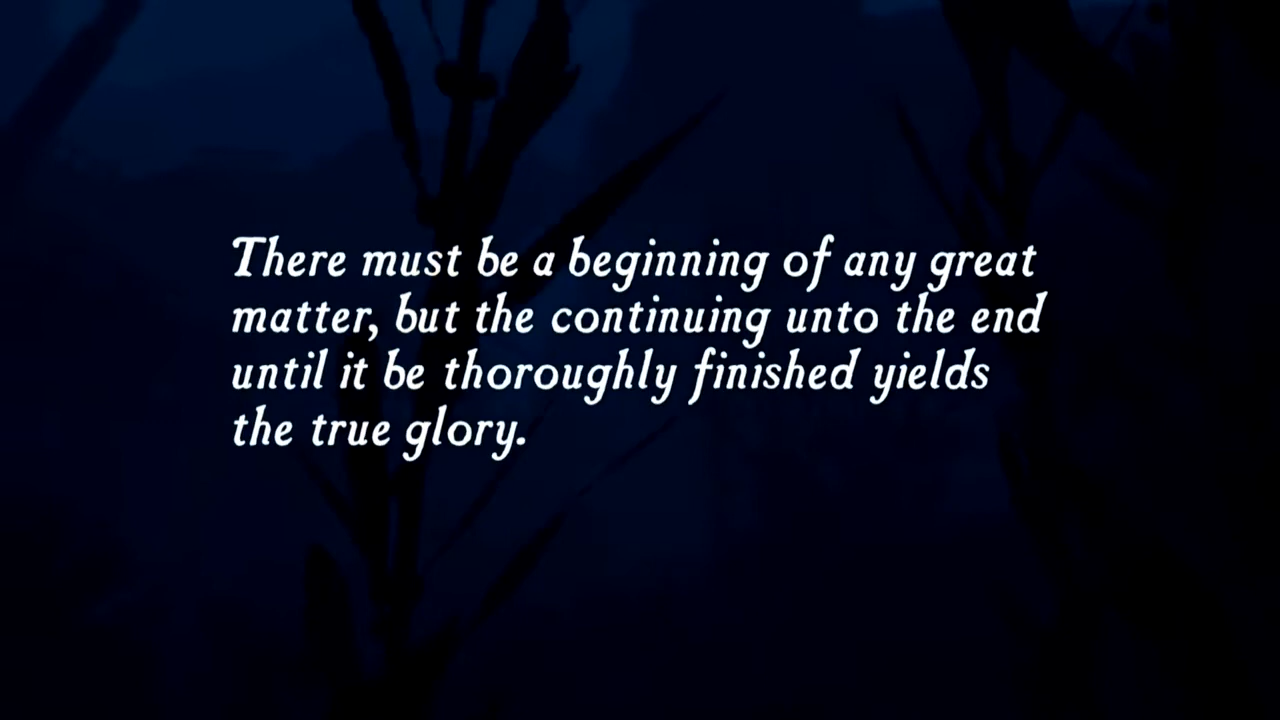 There must be a beginning of any great
matter, but the continuing unto the end
until it be thoroughly finished yields
the true glory.